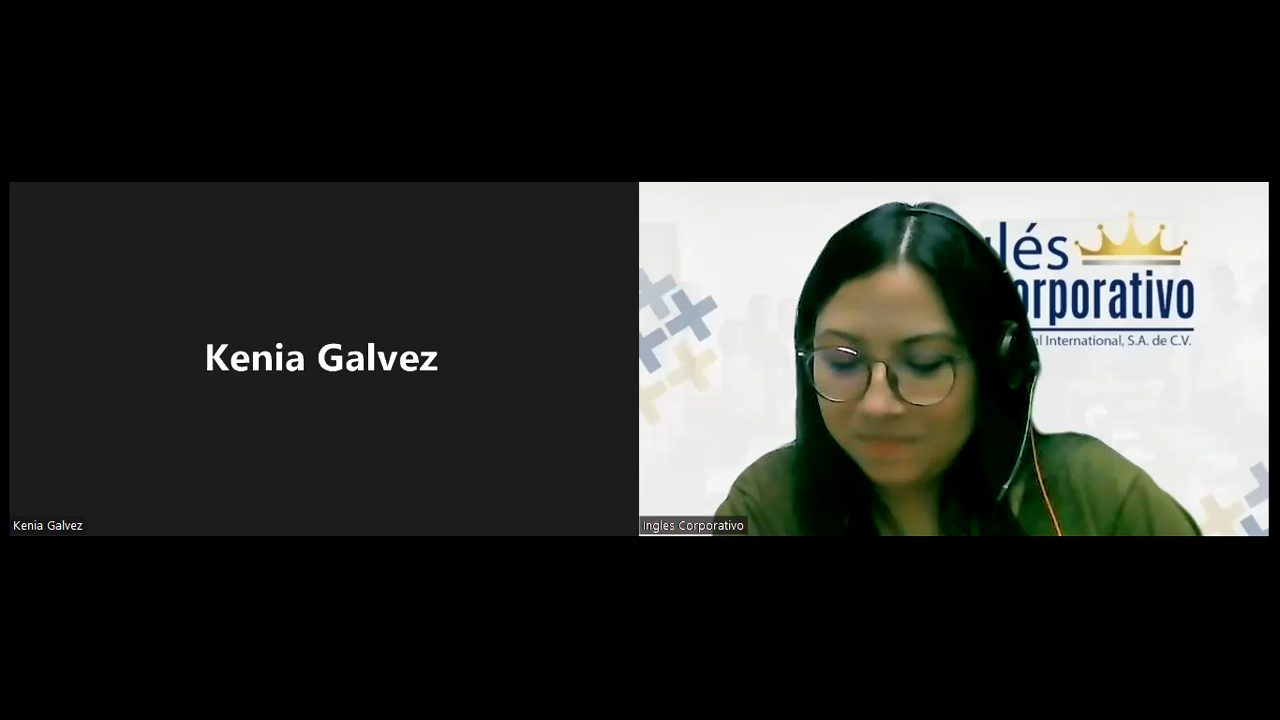 Kenia Galvez
Kenia Galvez
lés
orporativo
al International, S.A. de C.V.
Ingles Corporativo